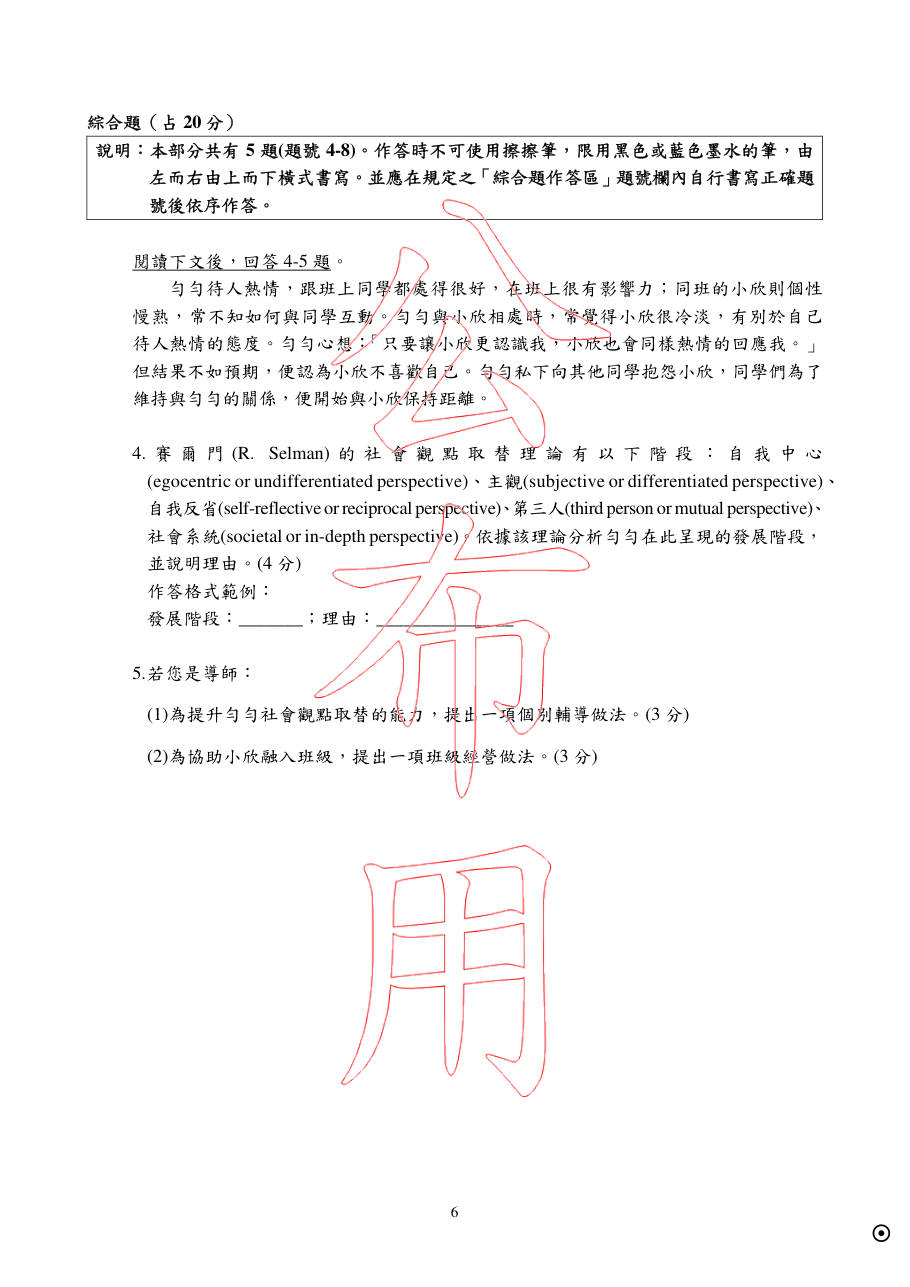 綜合題（占 20 分）
說明：本部分共有 5 題(題號 4-8)。作答時不可使用擦擦筆，限用黑色或藍色墨水的筆，由
左而右由上而下橫式書寫。並應在規定之「綜合題作答區」題號欄內自行書寫正確題
號後依序作答。
閱讀下文後，回答 4-5 題。
勻勻待人熱情，跟班上同學都處得很好，在班上很有影響力；同班的小欣則個性
慢熟，常不知如何與同學互動。勻勻與小欣相處時，常覺得小欣很冷淡，有別於自己
待人熱情的態度。勻勻心想：「只要讓小欣更認識我，小欣也會同樣熱情的回應我。」
但結果不如預期，便認為小欣不喜歡自己。勻勻私下向其他同學抱怨小欣，同學們為了
維持與勻勻的關係，便開始與小欣保持距離。
4. 賽爾門 (R. Selman) 的社會觀點取替理論有以下階段：自我中心
(egocentric or undifferentiated perspective)、主觀(subjective or differentiated perspective)、
自我反省(self-reflective or reciprocal perspective)、第三人(third person or mutual perspective)、
社會系統(societal or in-depth perspective)。依據該理論分析勻勻在此呈現的發展階段，
並說明理由。(4 分)
作答格式範例：
發展階段：_______；理由：_______________
5.若您是導師：
(1)為提升勻勻社會觀點取替的能力，提出一項個別輔導做法。(3 分)
(2)為協助小欣融入班級，提出一項班級經營做法。(3 分)
公
布
用
6